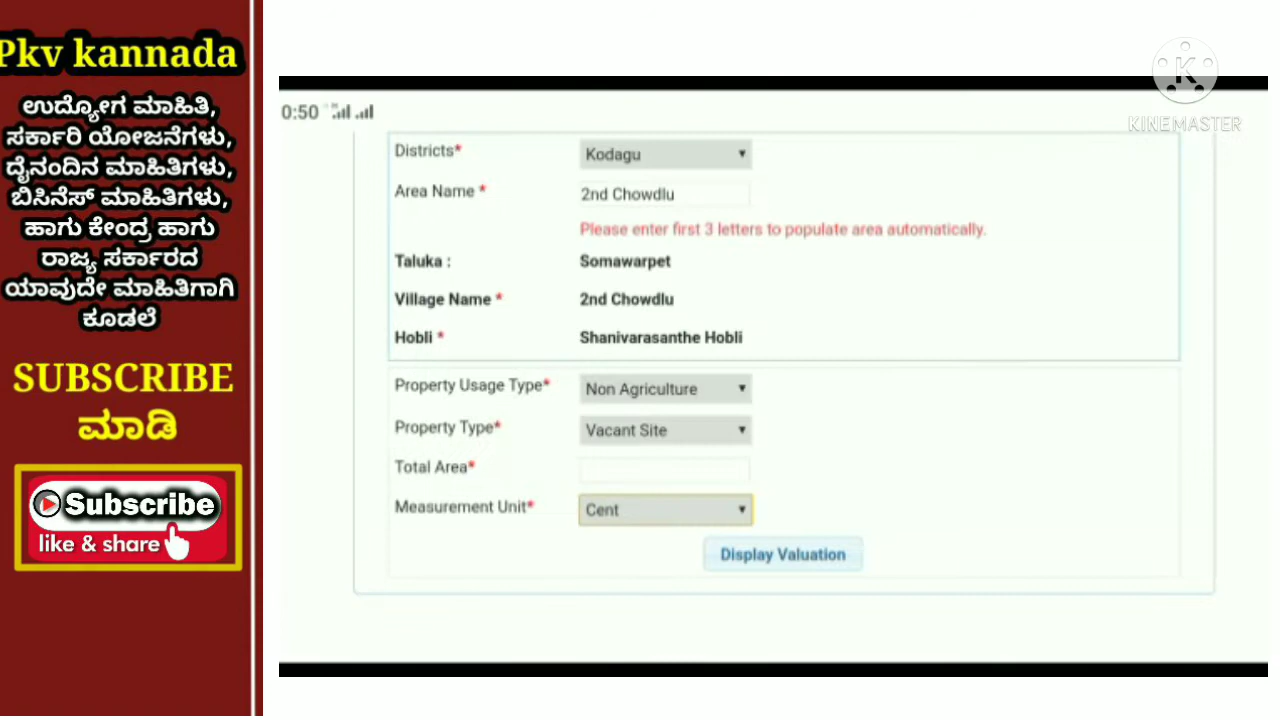 Pkv kannada
ಉದ್ಯೋಗ ಮಾಹಿತಿ,
ಸರ್ಕಾರಿ ಯೋಜನೆಗಳು,
ದೈನಂದಿನ ಮಾಹಿತಿಗಳು,
ಬಿಸಿನೆಸ್ ಮಾಹಿತಿಗಳು,
ಹಾಗು ಕೇಂದ್ರ ಹಾಗು
ರಾಜ್ಯ ಸರ್ಕಾರದ
ಯಾವುದೇ ಮಾಹಿತಿಗಾಗಿ
ಕೂಡಲೆ
SUBSCRIBE
ಮಾಡಿ
Subscribe
like & share
K
KINEMASTER
0:50
Districts* Kodagu
Area Name * 2nd Chowdlu
Please enter first 3 letters to populate area automatically.
Taluka : Somawarpet
Village Name * 2nd Chowdlu
Hobli * Shanivarasanthe Hobli
Property Usage Type* Non Agriculture
Property Type* Vacant Site
Total Area*
Measurement Unit* Cent
Display Valuation